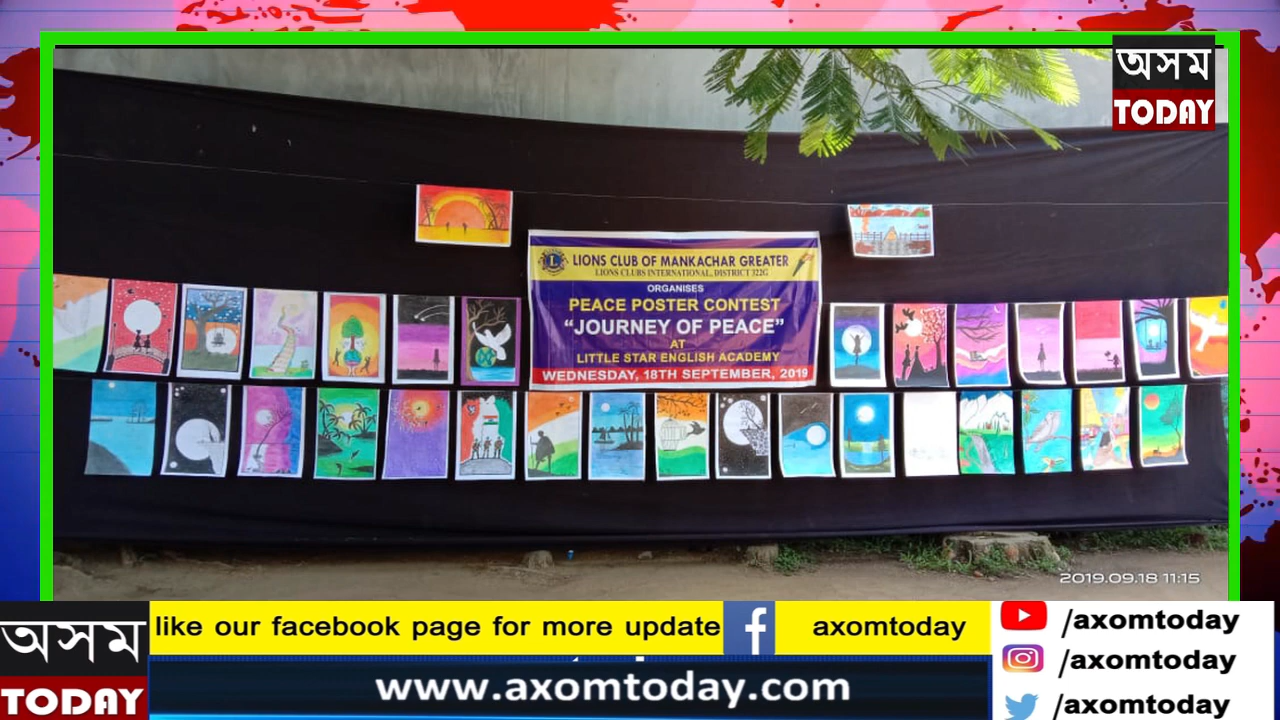 অসম
TODAY
LIONS CLUB OF MANKACHAR GREATER
LIONS CLUBS INTERNATIONAL, DISTRICT 322G
ORGANISES
PEACE POSTER CONTEST
“JOURNEY OF PEACE”
AT
LITTLE STAR ENGLISH ACADEMY
WEDNESDAY, 18TH SEPTEMBER, 2019
2019.09.18 11:15
অসম
TODAY
like our facebook page for more update
f axomtoday
www.axomtoday.com
/axomtoday
/axomtoday
/axomtoday